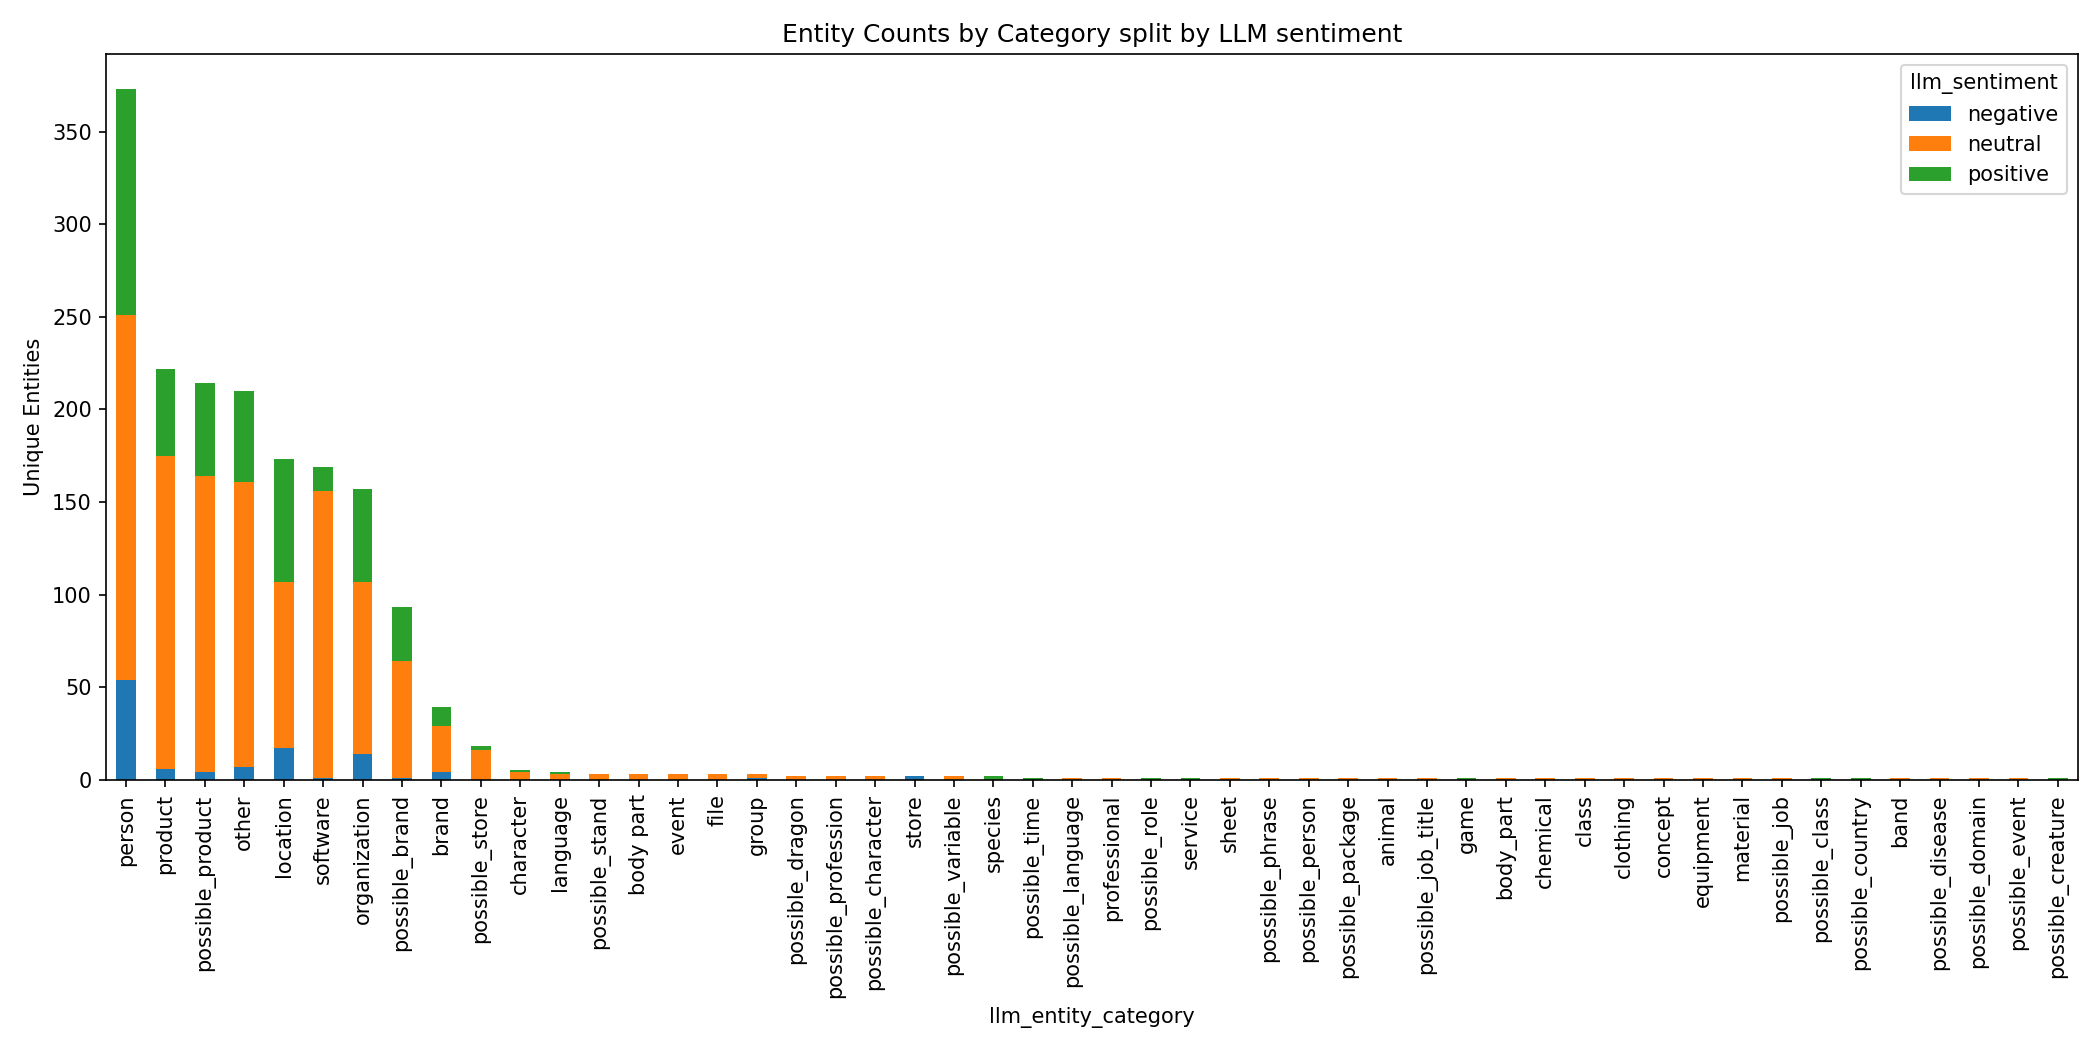 Entity Counts by Category split by LLM sentiment
llm_sentiment
negative
neutral
positive
Unique Entities
350
300
250
200
150
100
50
0
person
product
possible_product
other
location
software
organization
possible_brand
brand
possible_store
character
language
possible_stand
body part
event
file
group
possible_dragon
possible_profession
possible_character
store
possible_variable
species
possible_time
possible_language
professional
possible_role
service
sheet
possible_phrase
possible_person
possible_package
animal
possible_job_title
game
body_part
chemical
class
clothing
concept
equipment
material
possible_job
possible_class
possible_country
band
possible_disease
possible_domain
possible_event
possible_creature
llm_entity_category